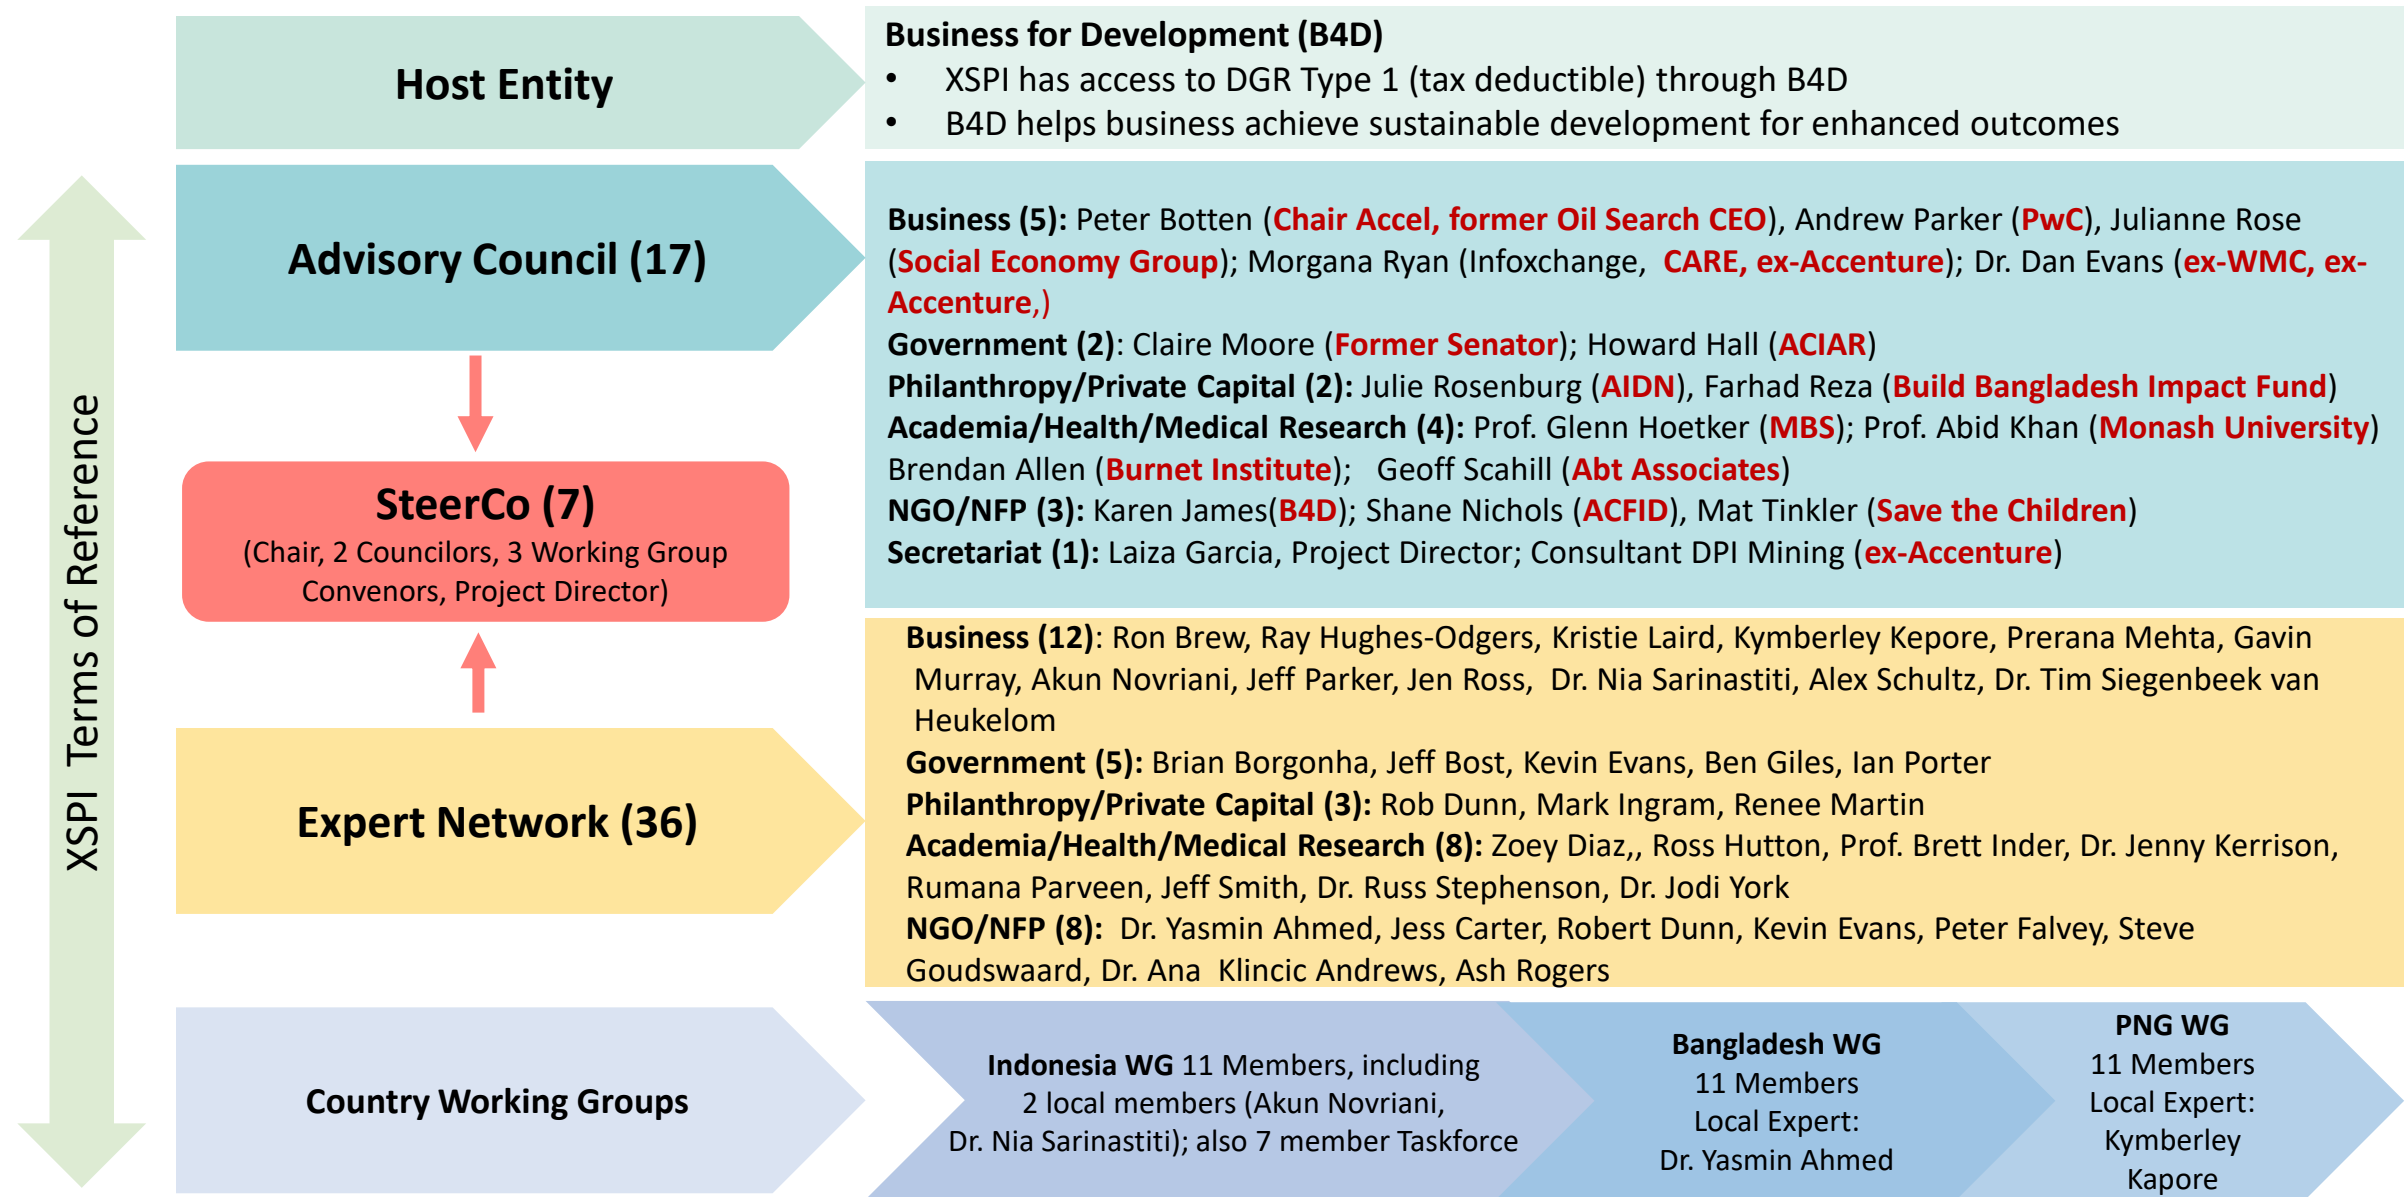 Host Entity
Business for Development (B4D)
• XSPI has access to DGR Type 1 (tax deductible) through B4D
• B4D helps business achieve sustainable development for enhanced outcomes
XSPI Terms of Reference
Advisory Council (17)
Business (5): Peter Botten (Chair Accel, former Oil Search CEO), Andrew Parker (PwC), Julianne Rose
(Social Economy Group); Morgana Ryan (Infoxchange, CARE, ex-Accenture); Dr. Dan Evans (ex-WMC, ex-
Accenture,)
Government (2): Claire Moore (Former Senator); Howard Hall (ACIAR)
Philanthropy/Private Capital (2): Julie Rosenburg (AIDN), Farhad Reza (Build Bangladesh Impact Fund)
Academia/Health/Medical Research (4): Prof. Glenn Hoetker (MBS); Prof. Abid Khan (Monash University)
Brendan Allen (Burnet Institute); Geoff Scahill (Abt Associates)
NGO/NFP (3): Karen James(B4D); Shane Nichols (ACFID), Mat Tinkler (Save the Children)
Secretariat (1): Laiza Garcia, Project Director; Consultant DPI Mining (ex-Accenture)
SteerCo (7)
(Chair, 2 Councilors, 3 Working Group
Convenors, Project Director)
Expert Network (36)
Business (12): Ron Brew, Ray Hughes-Odgers, Kristie Laird, Kymberley Kepore, Prerana Mehta, Gavin
Murray, Akun Novriani, Jeff Parker, Jen Ross, Dr. Nia Sarinastiti, Alex Schultz, Dr. Tim Siegenbeek van
Heukelom
Government (5): Brian Borgonha, Jeff Bost, Kevin Evans, Ben Giles, Ian Porter
Philanthropy/Private Capital (3): Rob Dunn, Mark Ingram, Renee Martin
Academia/Health/Medical Research (8): Zoey Diaz,, Ross Hutton, Prof. Brett Inder, Dr. Jenny Kerrison,
Rumana Parveen, Jeff Smith, Dr. Russ Stephenson, Dr. Jodi York
NGO/NFP (8): Dr. Yasmin Ahmed, Jess Carter, Robert Dunn, Kevin Evans, Peter Falvey, Steve
Goudswaard, Dr. Ana Klincic Andrews, Ash Rogers
Country Working Groups
Indonesia WG 11 Members, including
2 local members (Akun Novriani,
Dr. Nia Sarinastiti); also 7 member Taskforce
Bangladesh WG
11 Members
Local Expert:
Dr. Yasmin Ahmed
PNG WG
11 Members
Local Expert:
Kymberley
Kapore